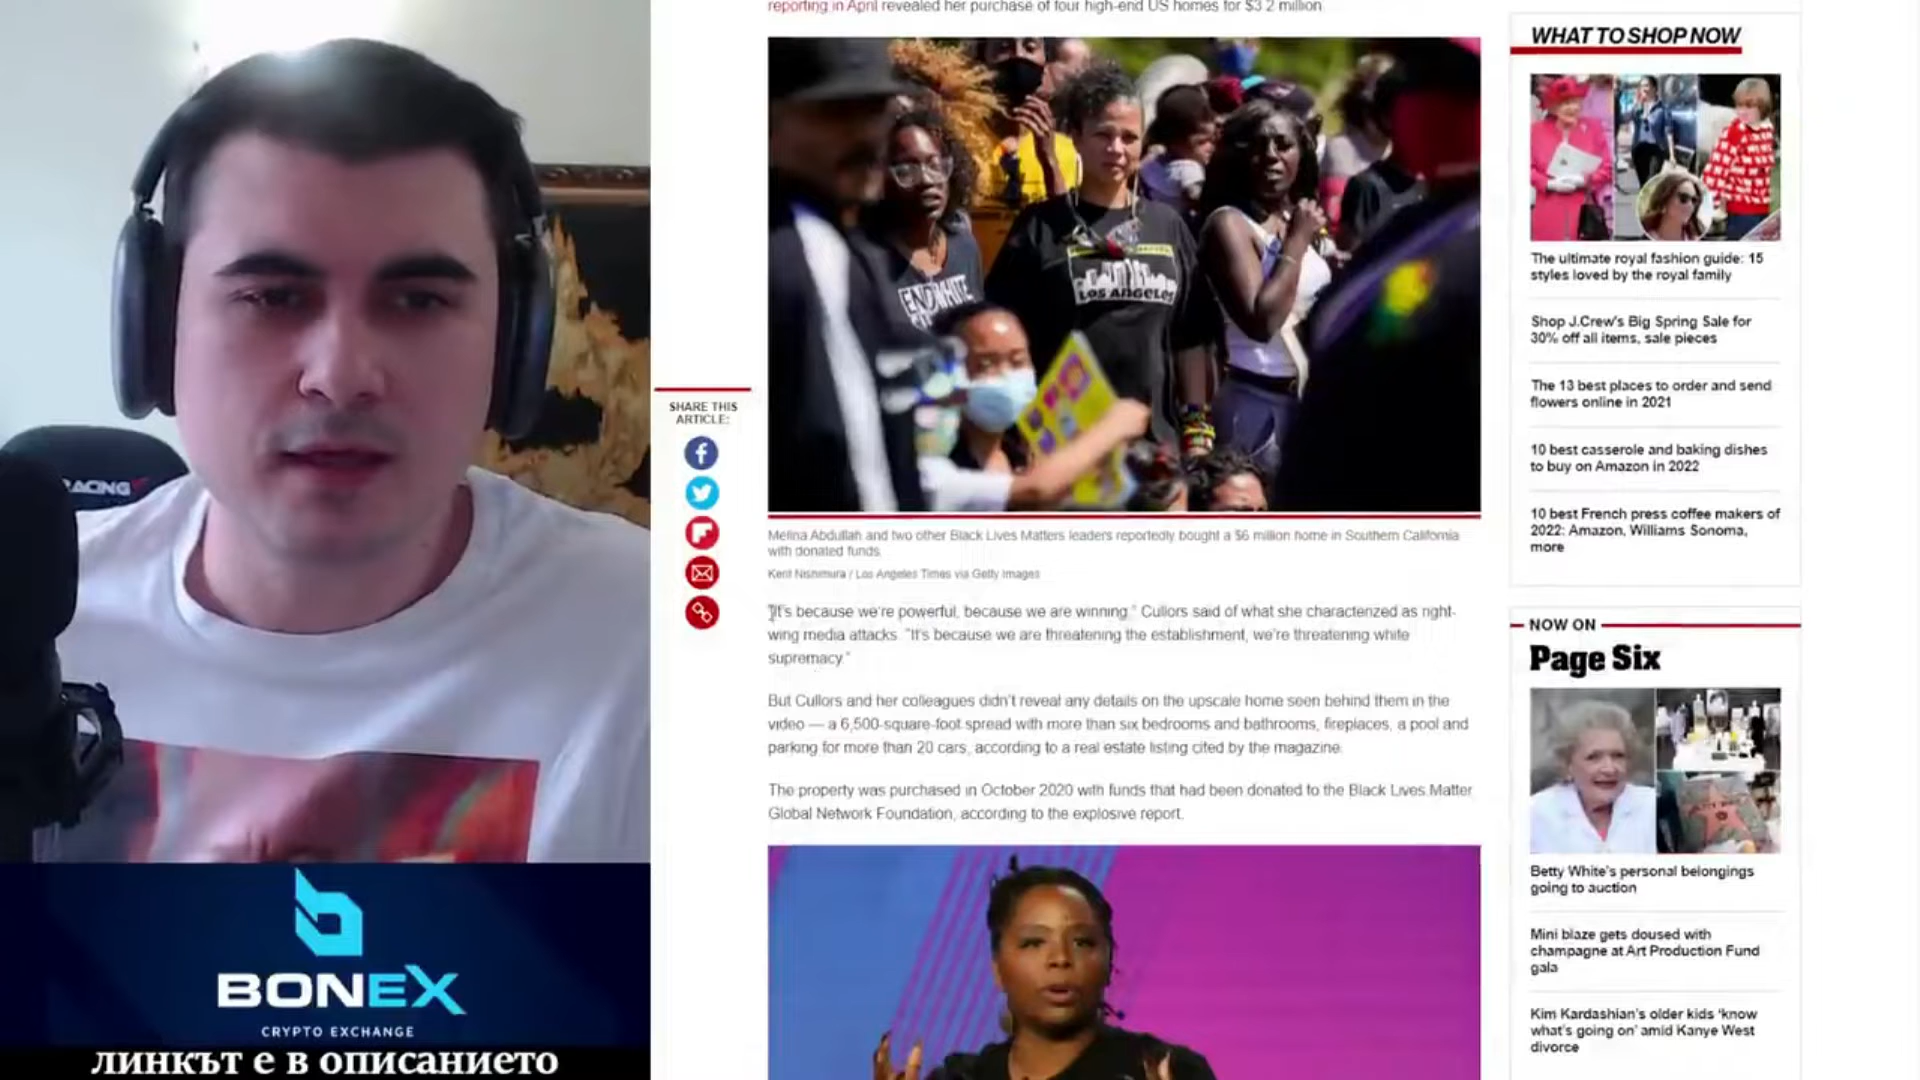 reporting in April revealed her purchase of four high-end US homes for $3.2 million.
RACING
LOS ANGELES
SHARE THIS
ARTICLE:
Melina Abdullah and two other Black Lives Matters leaders reportedly bought a $6 million home in Southern California
with donated funds.
Kent Nishimura / Los Angeles Times via Getty Images
"It's because we're powerful, because we are winning," Cullors said of what she characterized as right-
wing media attacks. "It's because we are threatening the establishment, we're threatening white
supremacy."
But Cullors and her colleagues didn't reveal any details on the upscale home seen behind them in the
video — a 6,500-square-foot spread with more than six bedrooms and bathrooms, fireplaces, a pool and
parking for more than 20 cars, according to a real estate listing cited by the magazine.
The property was purchased in October 2020 with funds that had been donated to the Black Lives Matter
Global Network Foundation, according to the explosive report.
WHAT TO SHOP NOW
The ultimate royal fashion guide: 15
styles loved by the royal family
Shop J.Crew's Big Spring Sale for
30% off all items, sale pieces
The 13 best places to order and send
flowers online in 2021
10 best casserole and baking dishes
to buy on Amazon in 2022
10 best French press coffee makers of
2022: Amazon, Williams Sonoma,
more
NOW ON
Page Six
Betty White's personal belongings
going to auction
Mini blaze gets doused with
champagne at Art Production Fund
gala
Kim Kardashian's older kids 'know
what's going on' amid Kanye West
divorce
BONEX
CRYPTO EXCHANGE
линкът е в описанието